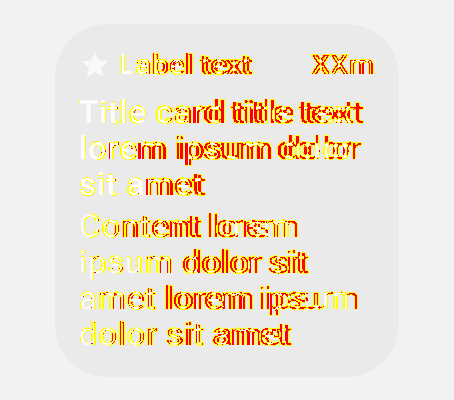 Label text XXm
Title card title text
lorem ipsum dolor
sit amet
Content lorem
ipsum dolor sit
amet lorem ipsum
dolor sit amet